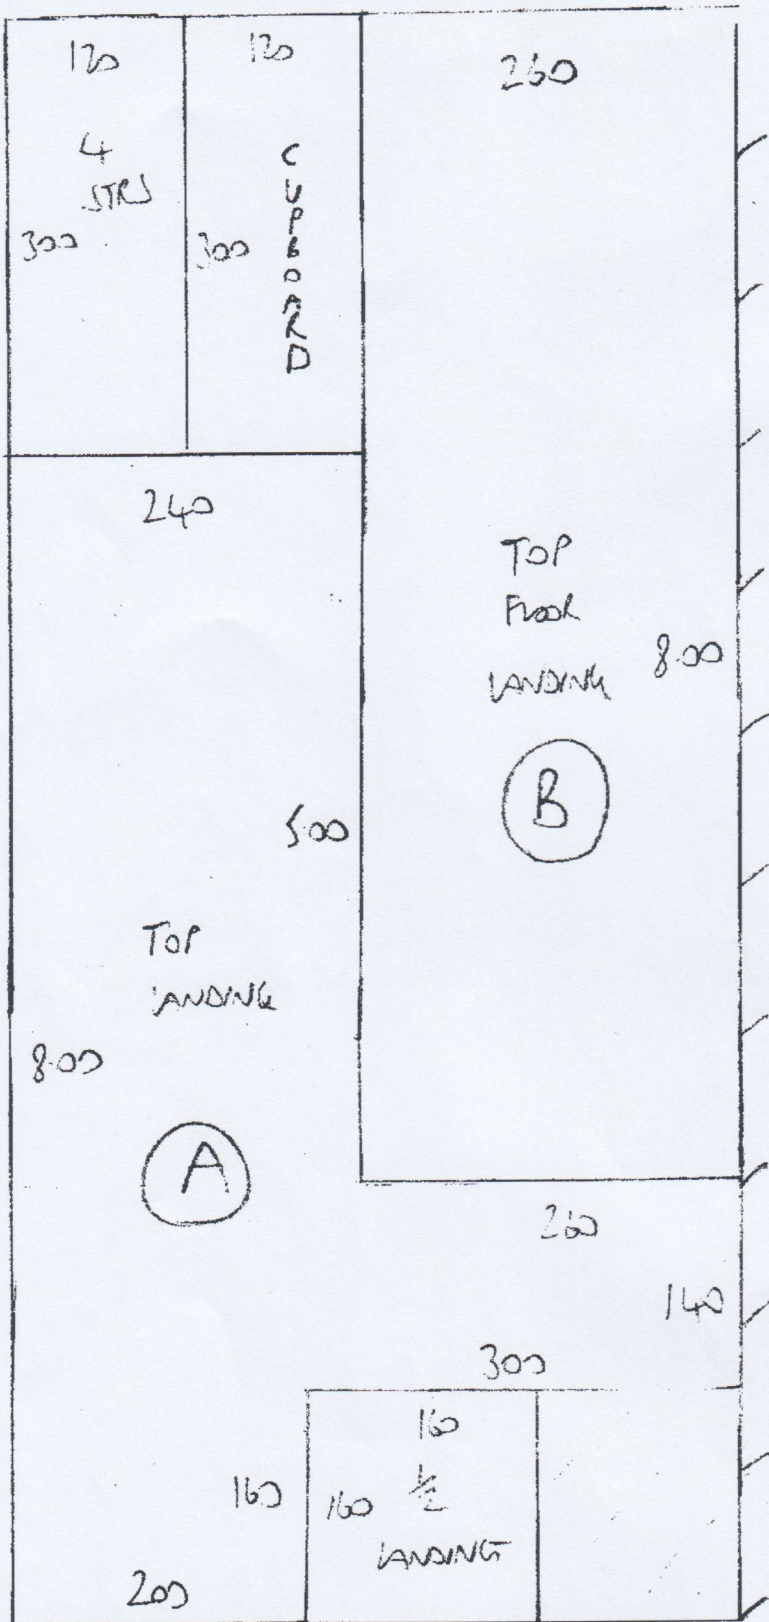 120
120
260
4
STRS
300
300
CUPBOARD
240
TOP
FLOOR
LANDING
8.00
B
5.00
TOP
LANDING
8.00
A
260
140
300
160
160
160
1/2
LANDING
200